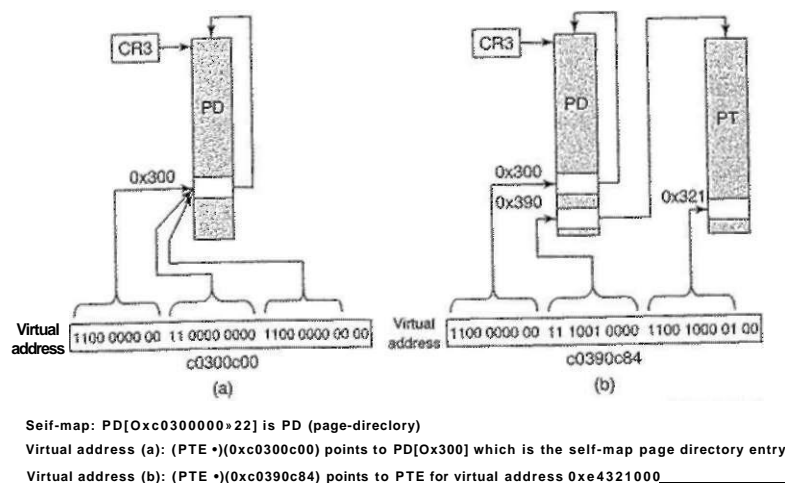 CR3
PD
0x300
Virtual address
1100 0000 00 11 0000 0000 1100 0000 00 00
c0300c00
(a)
CR3
PD
PT
0x300
0x390
0x321
Virtual address
1100 0000 00 11 1001 0000 1100 1000 01 00
c0390c84
(b)
Seif-map: PD[Oxc0300000»22] is PD (page-direclory)
Virtual address (a): (PTE •)(0xc0300c00) points to PD[Ox300] which is the self-map page directory entry
Virtual address (b): (PTE •)(0xc0390c84) points to PTE for virtual address 0xe4321000